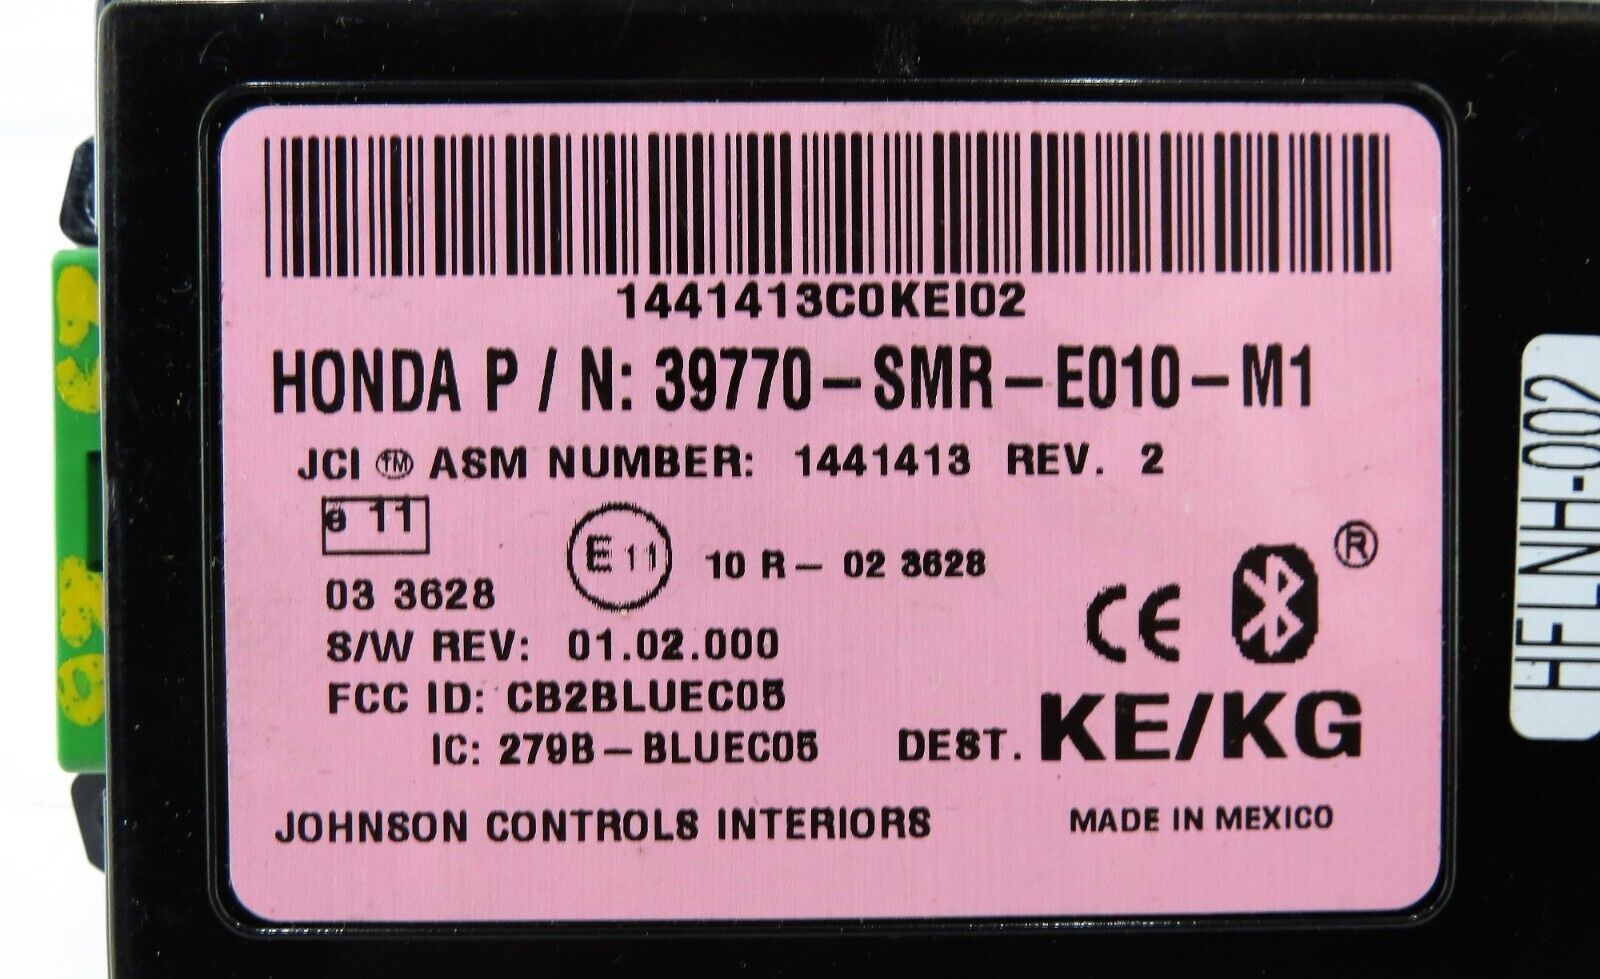 1441413C0KEI02
HONDA P / N: 39770-SMR-E010-M1
JCI ™ ASM NUMBER: 1441413 REV. 2
e 11
E 11
10 R- 02 3628
03 3628
S/W REV: 01.02.000
FCC ID: CB2BLUEC05
IC: 279B-BLUEC05
CE
®
DEST. KE/KG
JOHNSON CONTROLS INTERIORS
MADE IN MEXICO
HFLNH-002